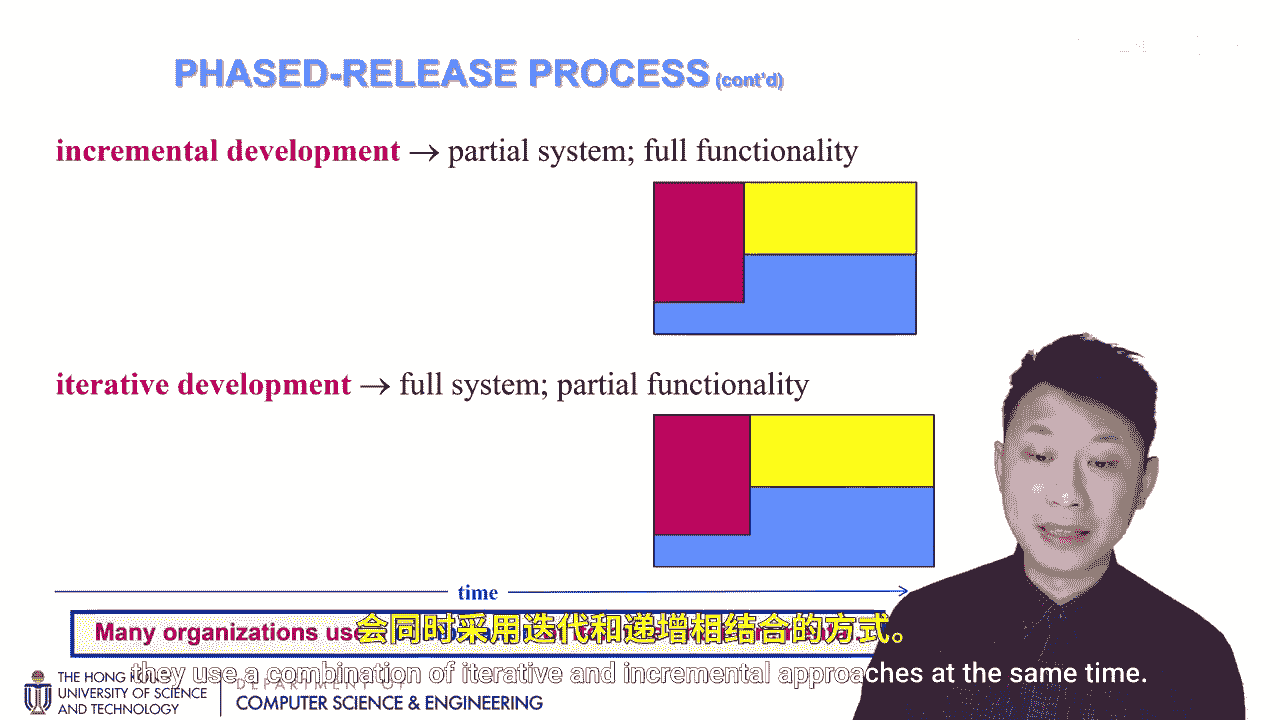 PHASED-RELEASE PROCESS (cont'd)
incremental development → partial system; full functionality
iterative development → full system; partial functionality
time
Many organizations use
会同时采用迭代和递增相结合的方式。
they use a combination of iterative and incremental approaches at the same time.
THE HONG KONG
UNIVERSITY OF SCIENCE
AND TECHNOLOGY
DEPARTMENT OF
COMPUTER SCIENCE & ENGINEERING